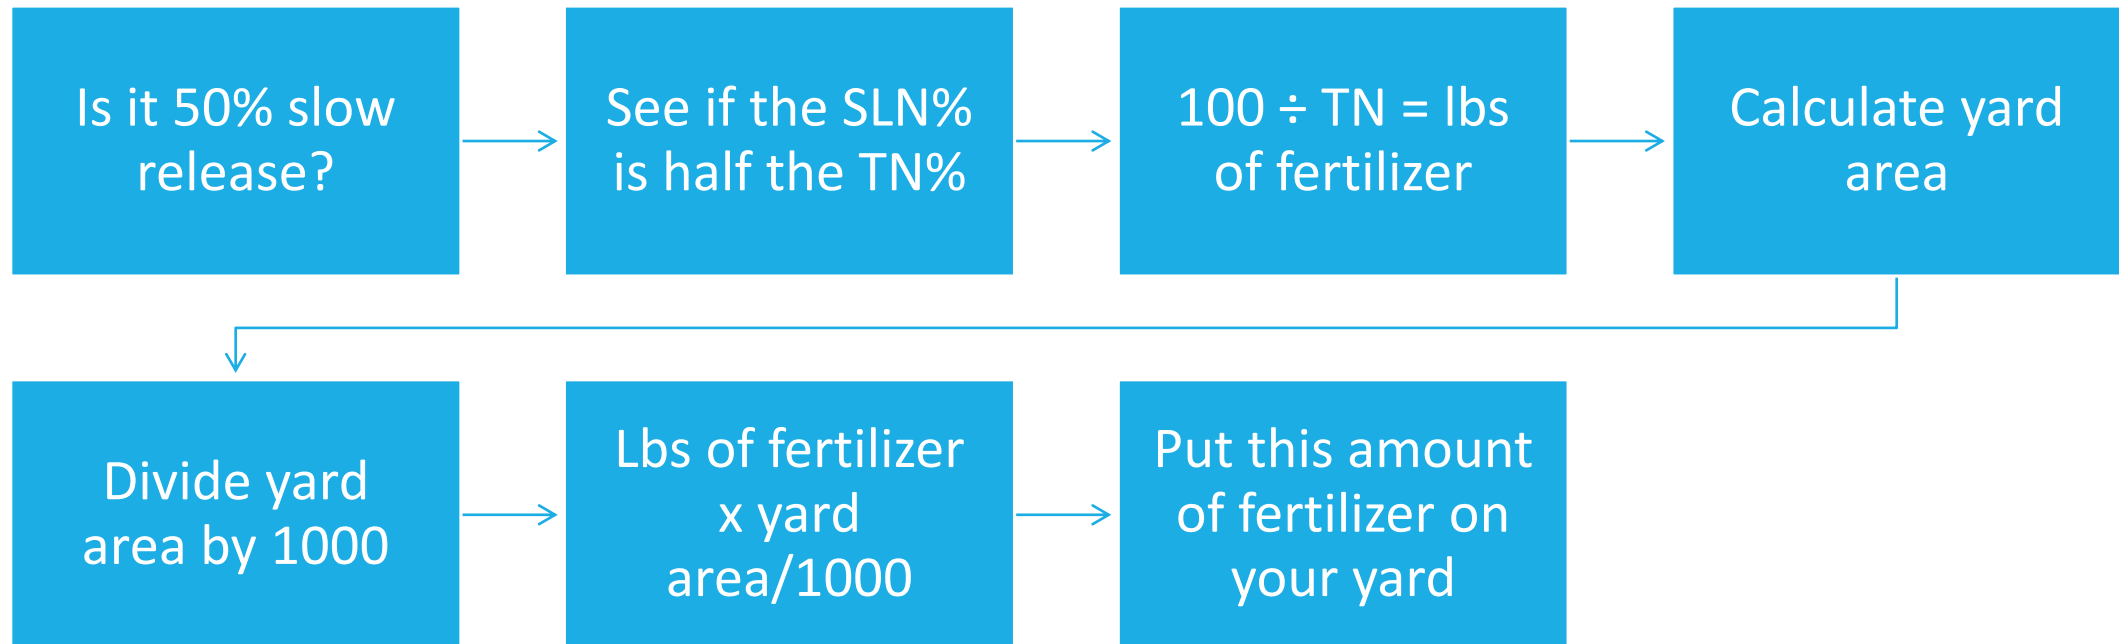 Is it 50% slow
release?
See if the SLN%
is half the TN%
100 ÷ TN = lbs
of fertilizer
Calculate yard
area
Divide yard
area by 1000
Lbs of fertilizer
x yard
area/1000
Put this amount
of fertilizer on
your yard